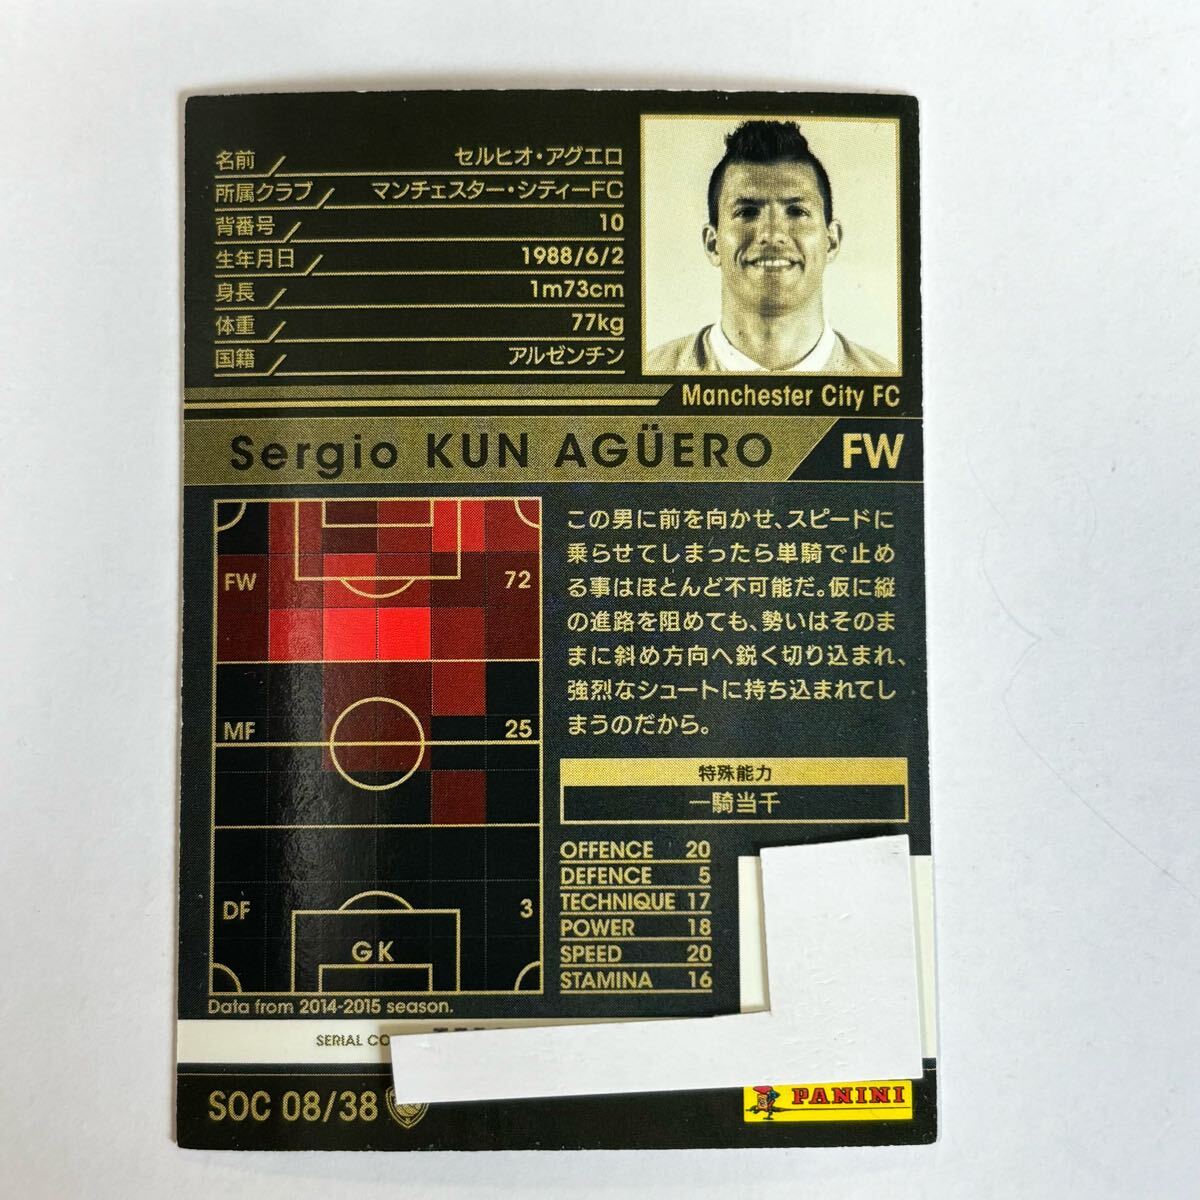 名前 セルヒオ・アグエロ
所属クラブ マンチェスター・シティーFC
背番号 10
生年月日 1988/6/2
身長 1m73cm
体重 77kg
国籍 アルゼンチン
Manchester City FC
Sergio KUN AGÜERO FW
FW 72
MF 25
DF 3
GK
Data from 2014-2015 season.
この男に前を向かせ、スピードに
乗らせてしまったら単騎で止め
る事はほとんど不可能だ。仮に縦
の進路を阻めても、勢いはそのま
まに斜め方向へ鋭く切り込まれ、
強烈なシュートに持ち込まれてし
まうのだから。
特殊能力
一騎当千
OFFENCE 20
DEFENCE 5
TECHNIQUE 17
POWER 18
SPEED 20
STAMINA 16
SERIAL CO
SOC 08/38
PANINI